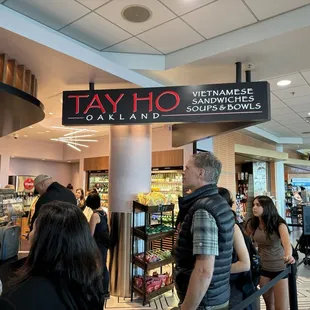 TAY HO
OAKLAND
VIETNAMESE
SANDWICHES
SOUPS & BOWLS